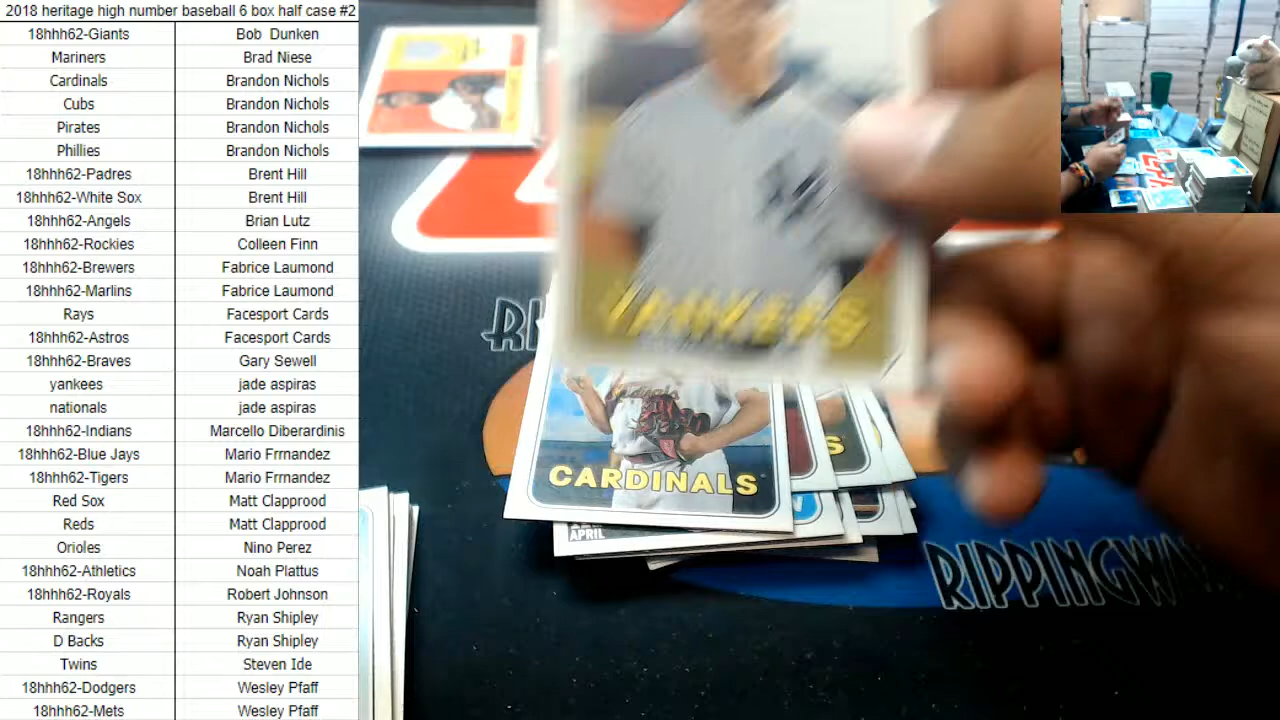 2018 heritage high number baseball 6 box half case #2
18hhh62-Giants Bob Dunken
Mariners Brad Niese
Cardinals Brandon Nichols
Cubs Brandon Nichols
Pirates Brandon Nichols
Phillies Brandon Nichols
18hhh62-Padres Brent Hill
18hhh62-White Sox Brent Hill
18hhh62-Angels Brian Lutz
18hhh62-Rockies Colleen Finn
18hhh62-Brewers Fabrice Laumond
18hhh62-Marlins Fabrice Laumond
Rays Facesport Cards
18hhh62-Astros Facesport Cards
18hhh62-Braves Gary Sewell
yankees jade aspiras
nationals jade aspiras
18hhh62-Indians Marcello Diberardinis
18hhh62-Blue Jays Mario Frrnandez
18hhh62-Tigers Mario Frrnandez
Red Sox Matt Clapprood
Reds Matt Clapprood
Orioles Nino Perez
18hhh62-Athletics Noah Plattus
18hhh62-Royals Robert Johnson
Rangers Ryan Shipley
D Backs Ryan Shipley
Twins Steven Ide
18hhh62-Dodgers Wesley Pfaff
18hhh62-Mets Wesley Pfaff
YANKEES
RI
CARDINALS
S
APRIL
RIPPINGWA